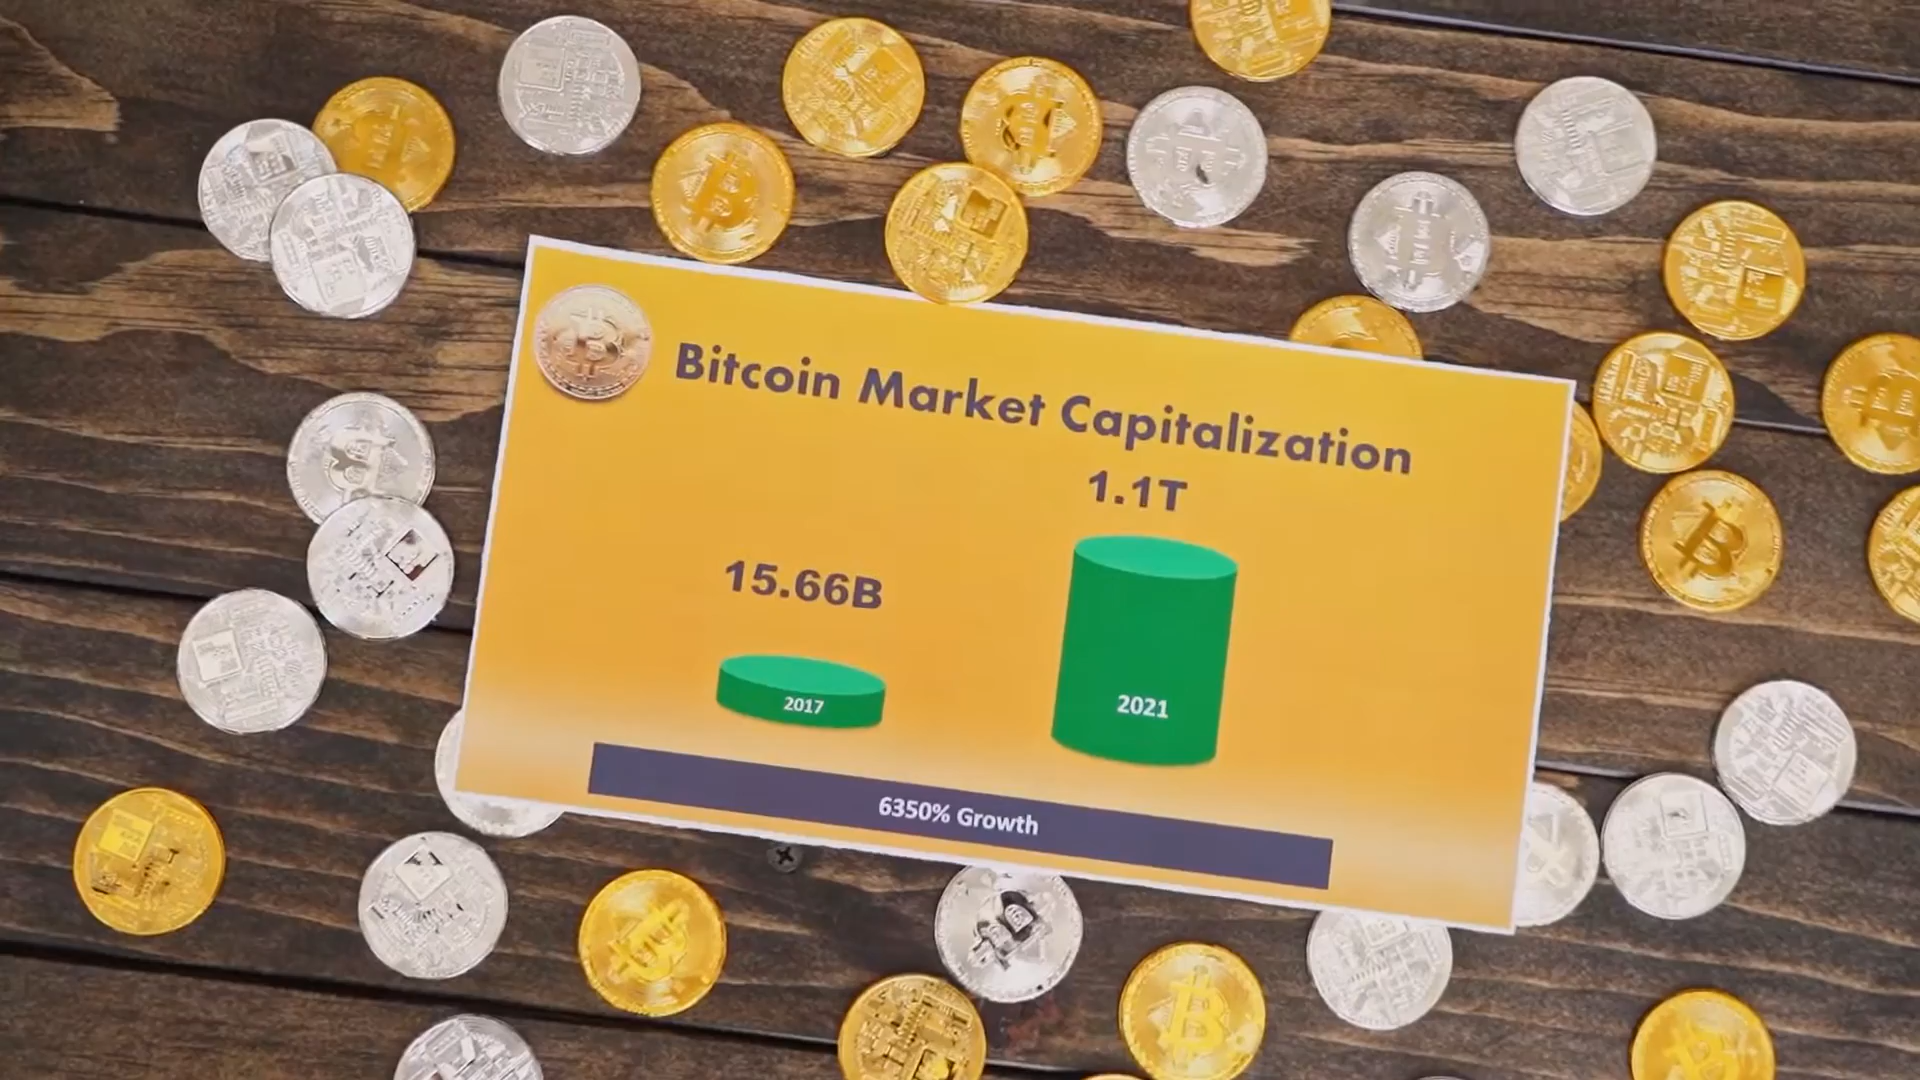 Bitcoin Market Capitalization
1.1T
15.66B
2017
2021
6350% Growth